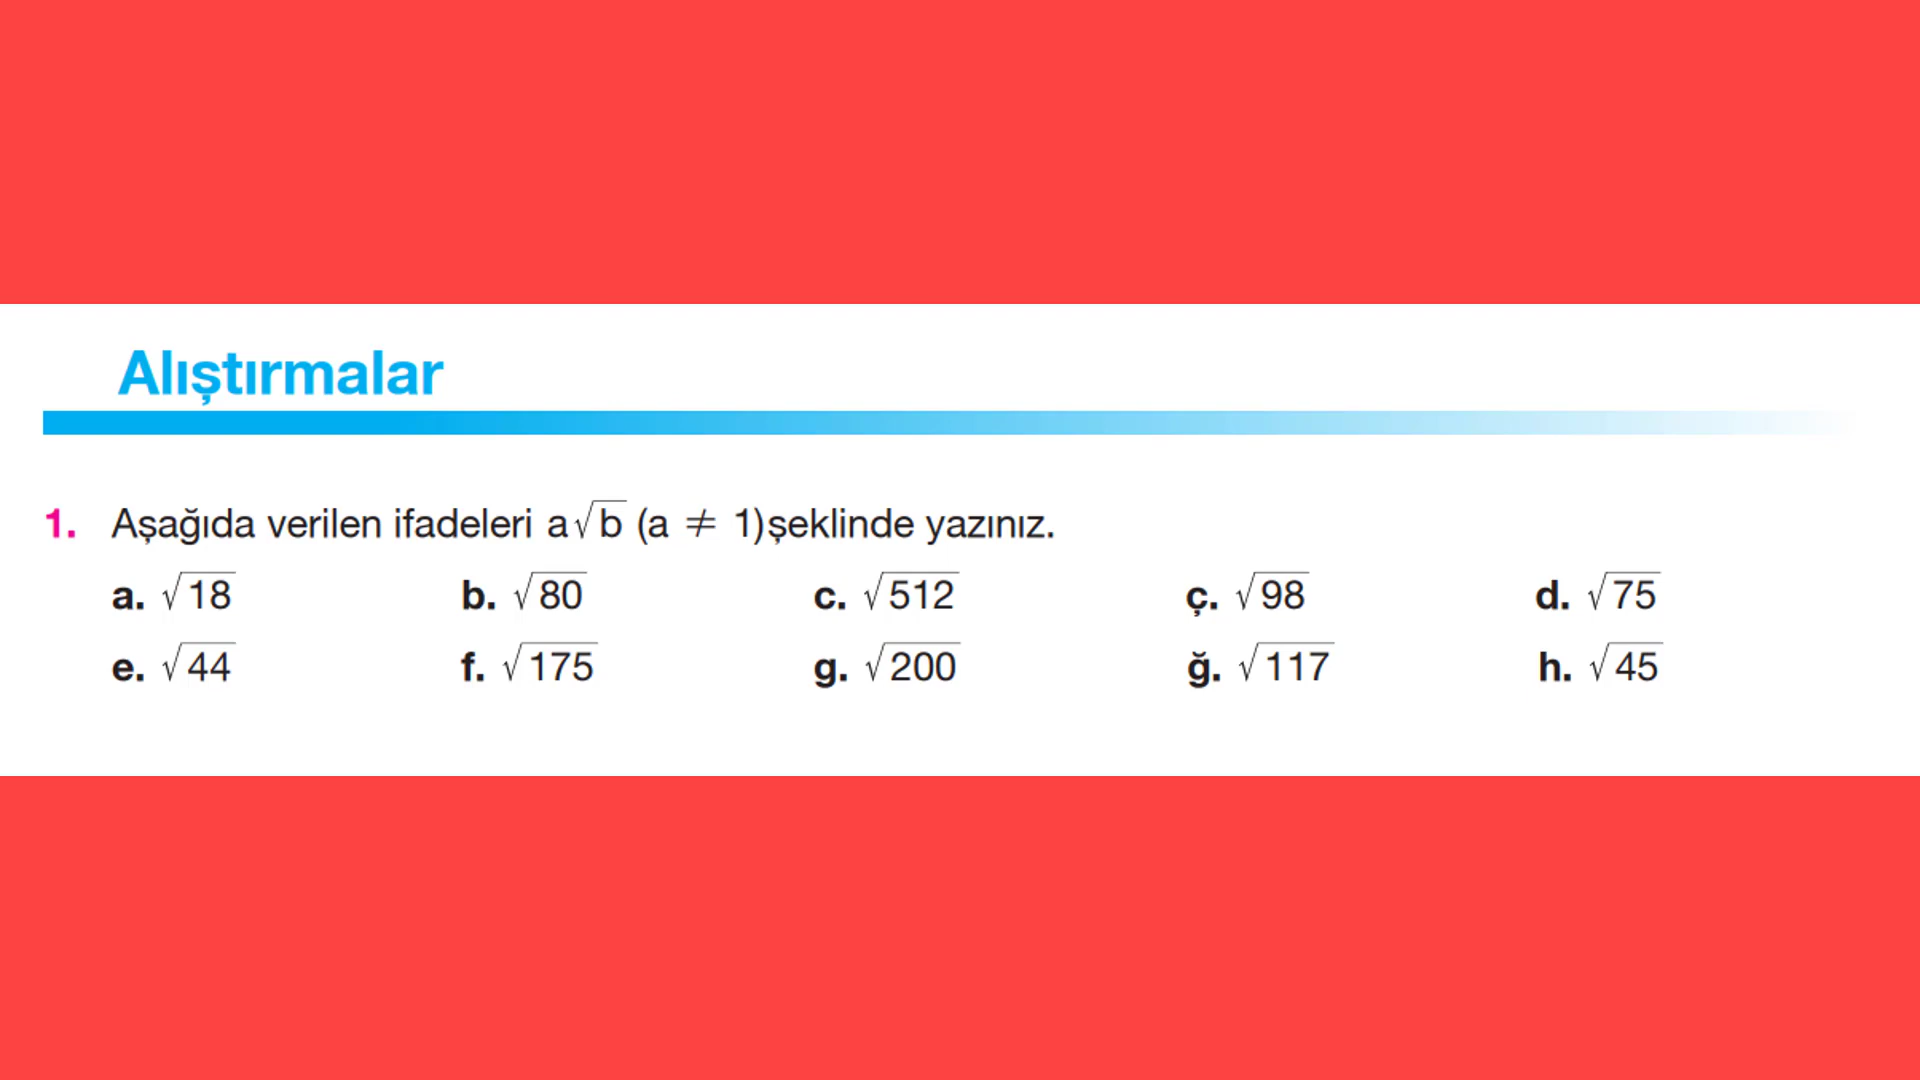 Alıştırmalar
1. Aşağıda verilen ifadeleri a√b (a ≠ 1)şeklinde yazınız.
a. √18 b. √80 c. √512 ç. √98 d. √75
e. √44 f. √175 g. √200 ğ. √117 h. √45